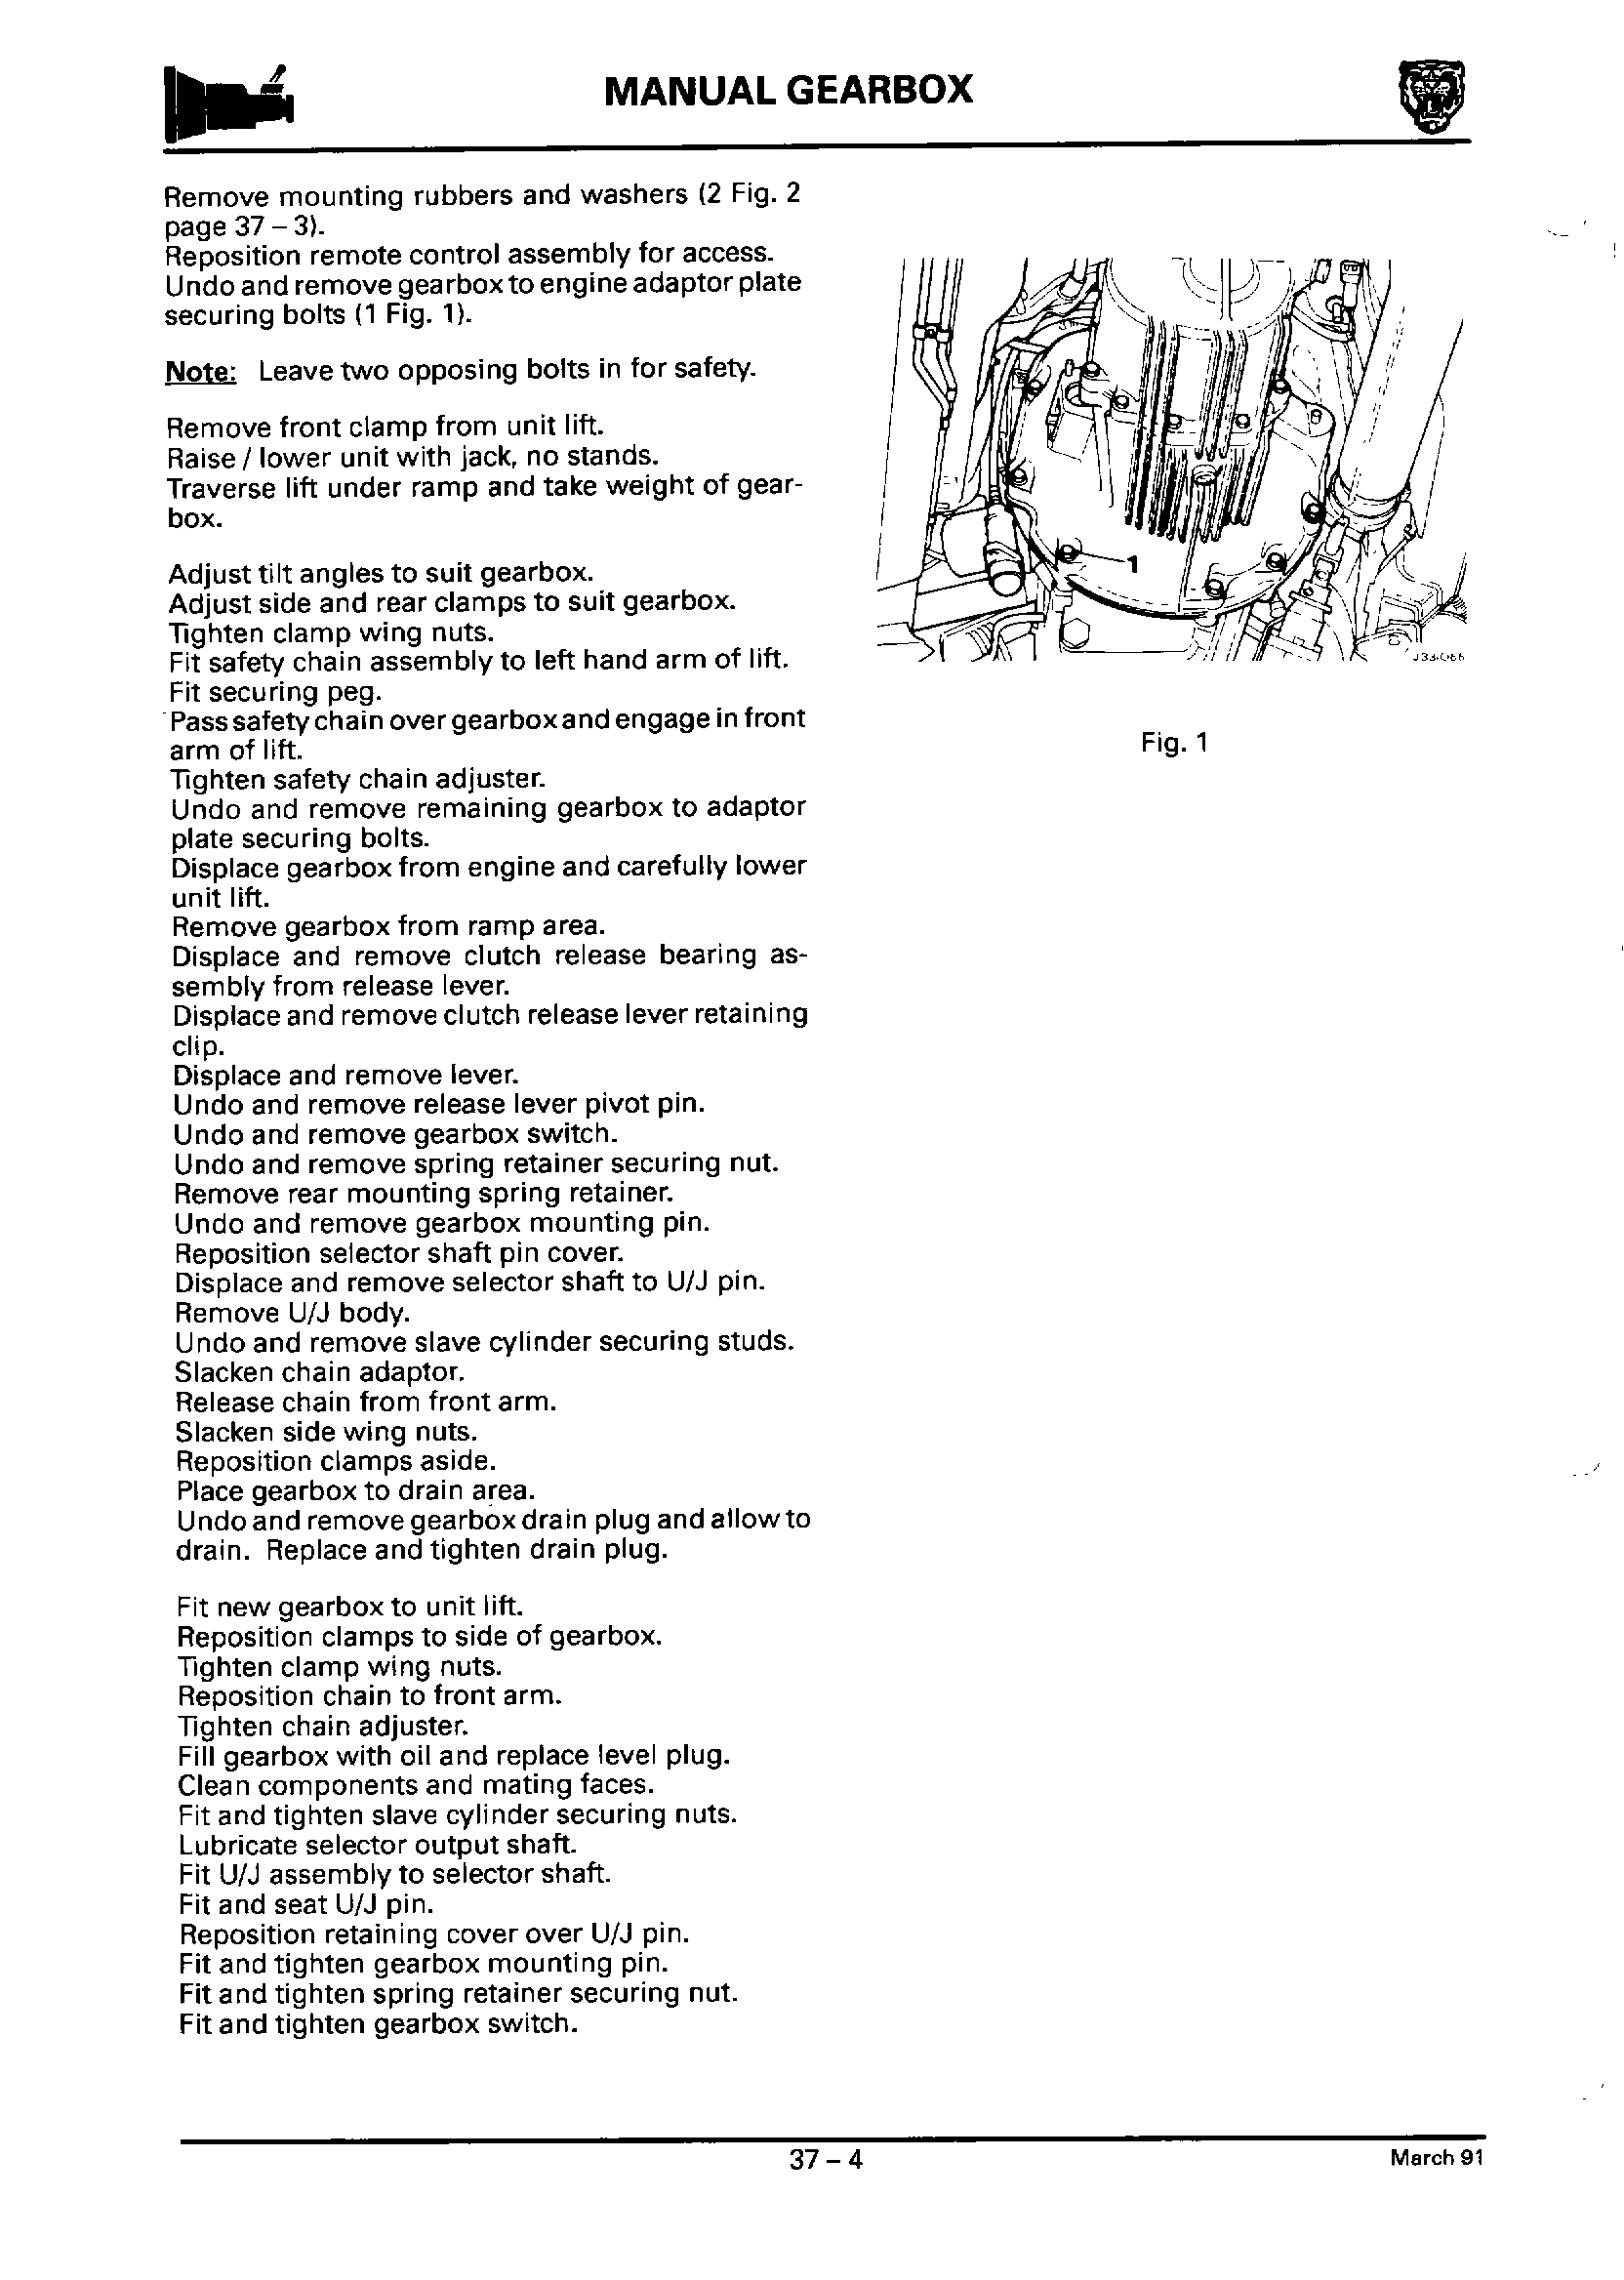 MANUAL GEARBOX
Remove mounting rubbers and washers (2 Fig. 2
page 37 – 3).
Reposition remote control assembly for access.
Undo and remove gearbox to engine adaptor plate
securing bolts (1 Fig. 1).
Note: Leave two opposing bolts in for safety.
Remove front clamp from unit lift.
Raise / lower unit with jack, no stands.
Traverse lift under ramp and take weight of gear-
box.
Adjust tilt angles to suit gearbox.
Adjust side and rear clamps to suit gearbox.
Tighten clamp wing nuts.
Fit safety chain assembly to left hand arm of lift.
Fit securing peg.
Pass safety chain over gearbox and engage in front
arm of lift.
Tighten safety chain adjuster.
Undo and remove remaining gearbox to adaptor
plate securing bolts.
Displace gearbox from engine and carefully lower
unit lift.
Remove gearbox from ramp area.
Displace and remove clutch release bearing as-
sembly from release lever.
Displace and remove clutch release lever retaining
clip.
Displace and remove lever.
Undo and remove release lever pivot pin.
Undo and remove gearbox switch.
Undo and remove spring retainer securing nut.
Remove rear mounting spring retainer.
Undo and remove gearbox mounting pin.
Reposition selector shaft pin cover.
Displace and remove selector shaft to U/J pin.
Remove U/J body.
Undo and remove slave cylinder securing studs.
Slacken chain adaptor.
Release chain from front arm.
Slacken side wing nuts.
Reposition clamps aside.
Place gearbox to drain area.
Undo and remove gearbox drain plug and allow to
drain. Replace and tighten drain plug.
Fit new gearbox to unit lift.
Reposition clamps to side of gearbox.
Tighten clamp wing nuts.
Reposition chain to front arm.
Tighten chain adjuster.
Fill gearbox with oil and replace level plug.
Clean components and mating faces.
Fit and tighten slave cylinder securing nuts.
Lubricate selector output shaft.
Fit U/J assembly to selector shaft.
Fit and seat U/J pin.
Reposition retaining cover over U/J pin.
Fit and tighten gearbox mounting pin.
Fit and tighten spring retainer securing nut.
Fit and tighten gearbox switch.
1
Fig. 1
37 – 4
March 91